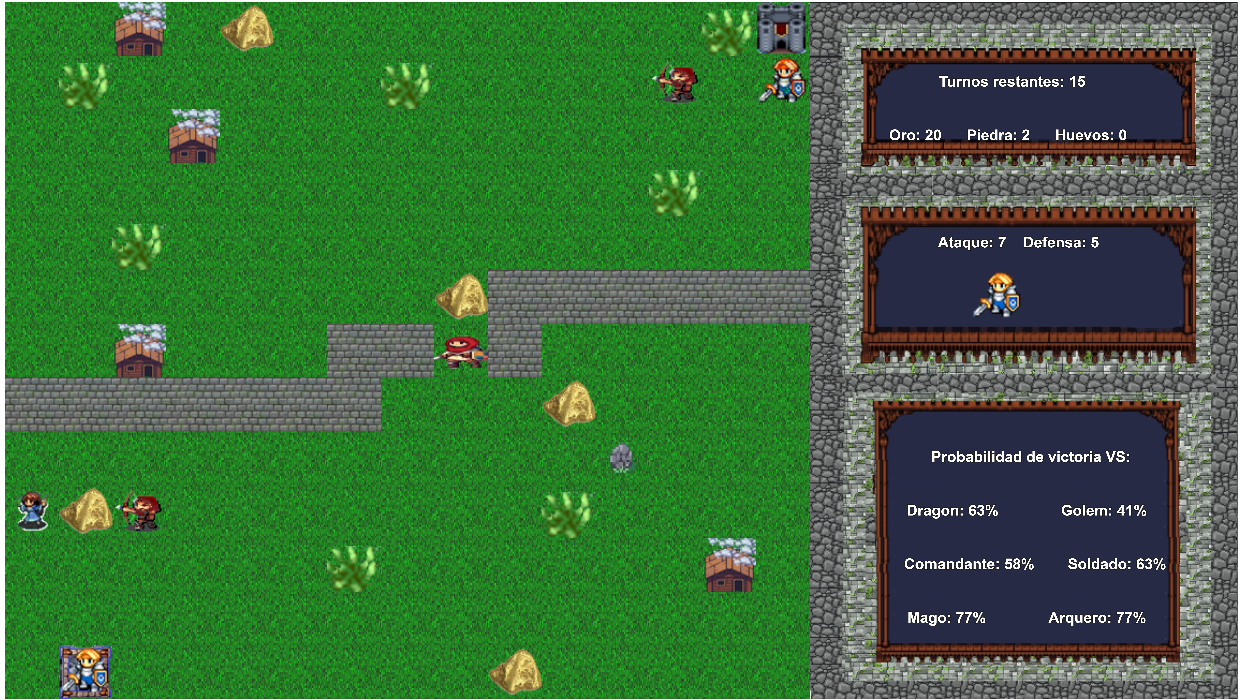 Turnos restantes: 15
Oro: 20 Piedra: 2 Huevos: 0
Ataque: 7 Defensa: 5
Probabilidad de victoria VS:
Dragon: 63% Golem: 41%
Comandante: 58% Soldado: 63%
Mago: 77% Arquero: 77%